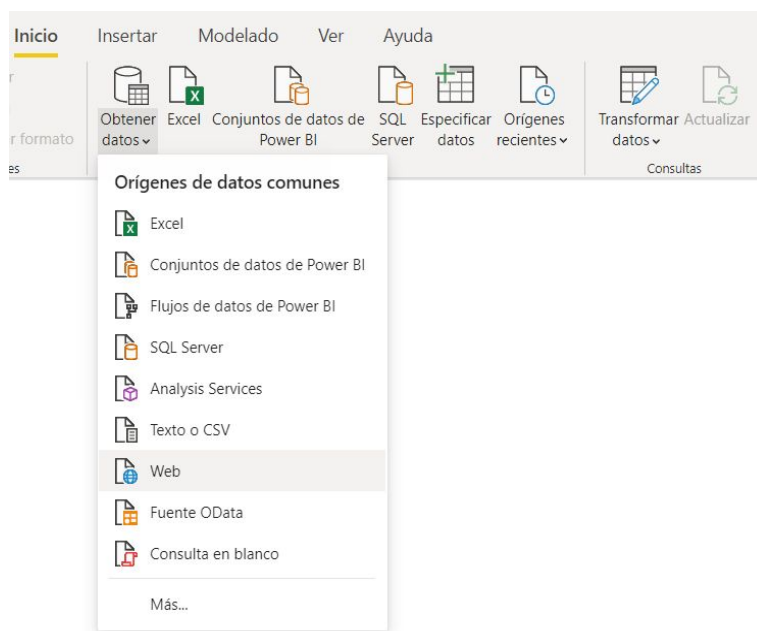 Inicio Insertar Modelado Ver Ayuda
Obtener datos Excel Conjuntos de datos de Power BI SQL Server Especificar datos Orígenes recientes Transformar datos Actualizar
r formato
es
Consultas
Orígenes de datos comunes
Excel
Conjuntos de datos de Power BI
Flujos de datos de Power BI
SQL Server
Analysis Services
Texto o CSV
Web
Fuente OData
Consulta en blanco
Más...